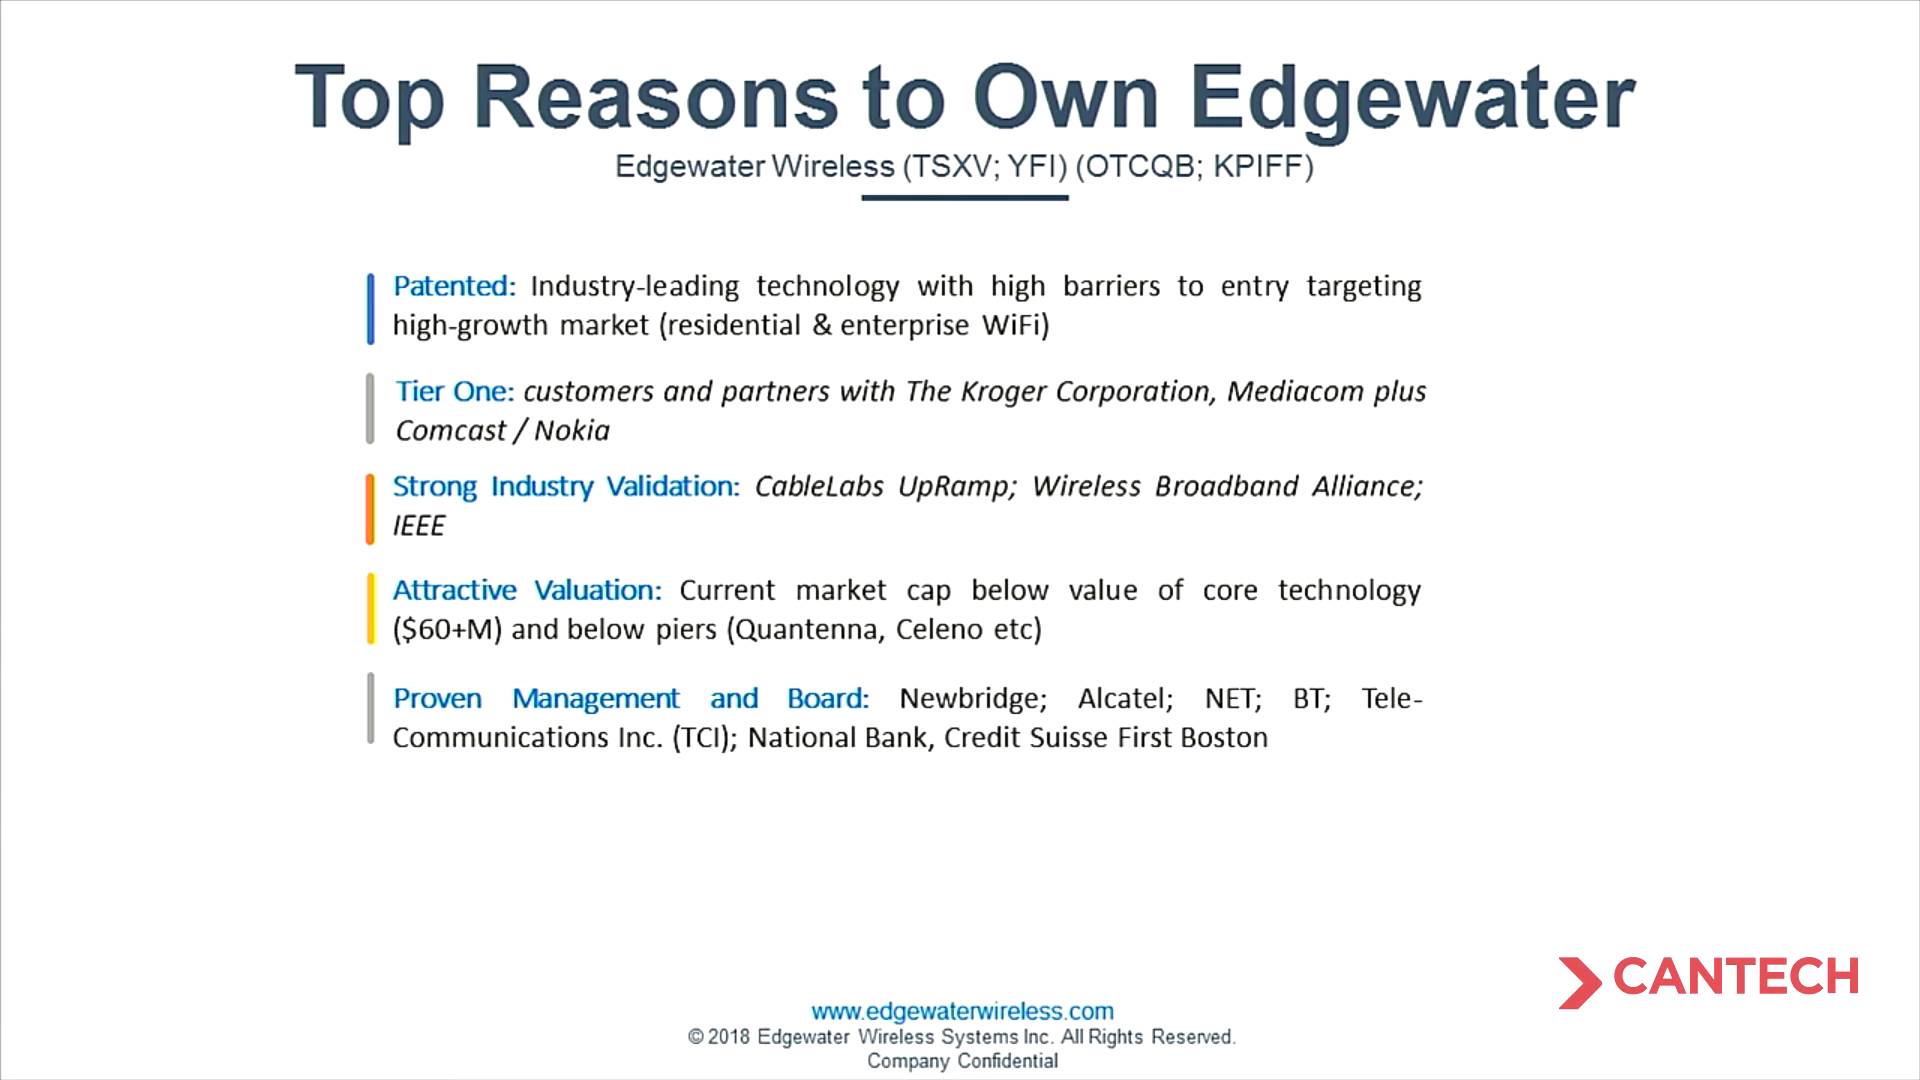 Top Reasons to Own Edgewater
Edgewater Wireless (TSXV; YFI) (OTCQB; KPIFF)
Patented: Industry-leading technology with high barriers to entry targeting
high-growth market (residential & enterprise WiFi)
Tier One: customers and partners with The Kroger Corporation, Mediacom plus
Comcast / Nokia
Strong Industry Validation: CableLabs UpRamp; Wireless Broadband Alliance;
IEEE
Attractive Valuation: Current market cap below value of core technology
($60+M) and below piers (Quantenna, Celeno etc)
Proven Management and Board: Newbridge; Alcatel; NET; BT; Tele-
Communications Inc. (TCI); National Bank, Credit Suisse First Boston
CANTECH
www.edgewaterwireless.com
© 2018 Edgewater Wireless Systems Inc. All Rights Reserved.
Company Confidential